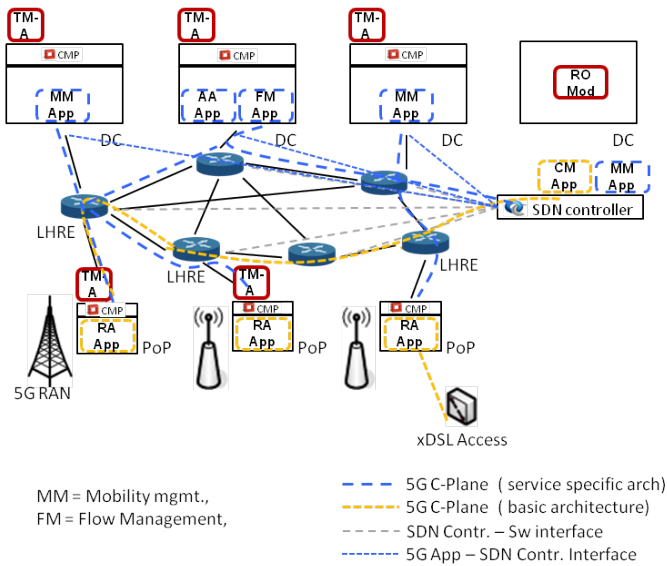 TM-
A
TM-
A
TM-
A
CMP
CMP
CMP
RO
Mod
MM
App
AA
App
FM
App
MM
App
DC
DC
DC
DC
CM
App
MM
App
SDN controller
LHRE
LHRE
LHRE
TM-
A
TM-
A
CMP
CMP
CMP
RA
App
RA
App
RA
App
PoP
PoP
PoP
5G RAN
xDSL Access
MM = Mobility mgmt.,
FM = Flow Management,
5G C-Plane ( service specific arch)
5G C-Plane ( basic architecture)
SDN Contr. – Sw interface
5G App – SDN Contr. Interface